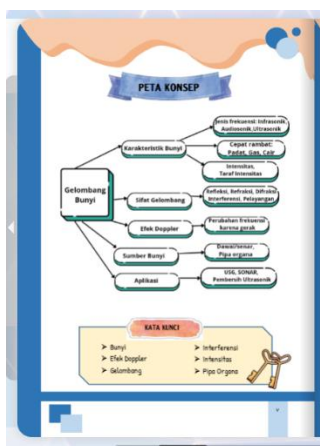 PETA KONSEP
Jenis frekuensi: Infrasonik,
Audiosonik, Ultrasonik
Karakteristik Bunyi
Cepat rambat:
Padat, Gas, Cair
Intensitas,
Taraf Intensitas
Gelombang
Bunyi
Sifat Gelombang
Refleksi, Refraksi, Difraksi
Interferensi, Pelayangan
Efek Doppler
Perubahan frekuensi
karena gerak
Sumber Bunyi
Dawai/senar,
Pipa organa
Aplikasi
USG, SONAR,
Pembersih Ultrasonik
KATA KUNCI
➤ Bunyi
➤ Efek Doppler
➤ Gelombang
➤ Interferensi
➤ Intensitas
➤ Pipa Organa